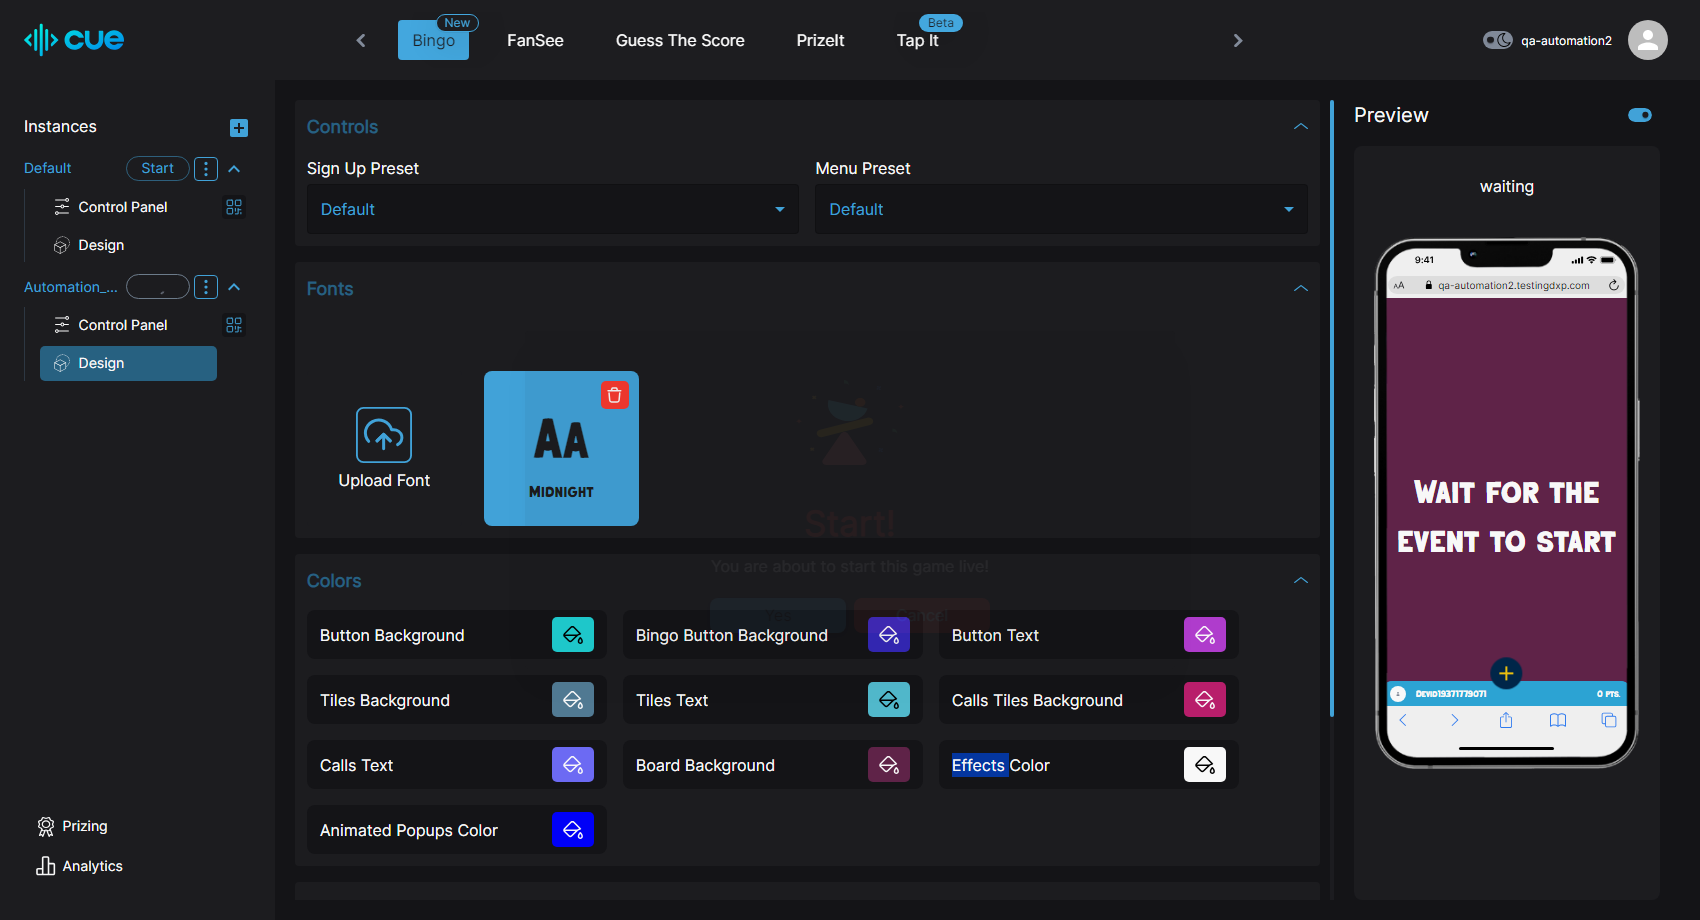 cue
Bingo
New
FanSee
Guess The Score
PrizeIt
Tap It
Beta
qa-automation2
Instances
Default
Start
Control Panel
Design
Automation_...
Control Panel
Design
Prizing
Analytics
Controls
Sign Up Preset
Menu Preset
Default
Default
Fonts
Upload Font
AA
MIDNIGHT
Start!
You are about to start this game live!
Yes
Cancel
Colors
Button Background
Bingo Button Background
Button Text
Tiles Background
Tiles Text
Calls Tiles Background
Calls Text
Board Background
Effects Color
Animated Popups Color
Preview
waiting
9:41
AA
qa-automation2.testingdxp.com
WAIT FOR THE
EVENT TO START
DEVID19371779071
0 PTS.